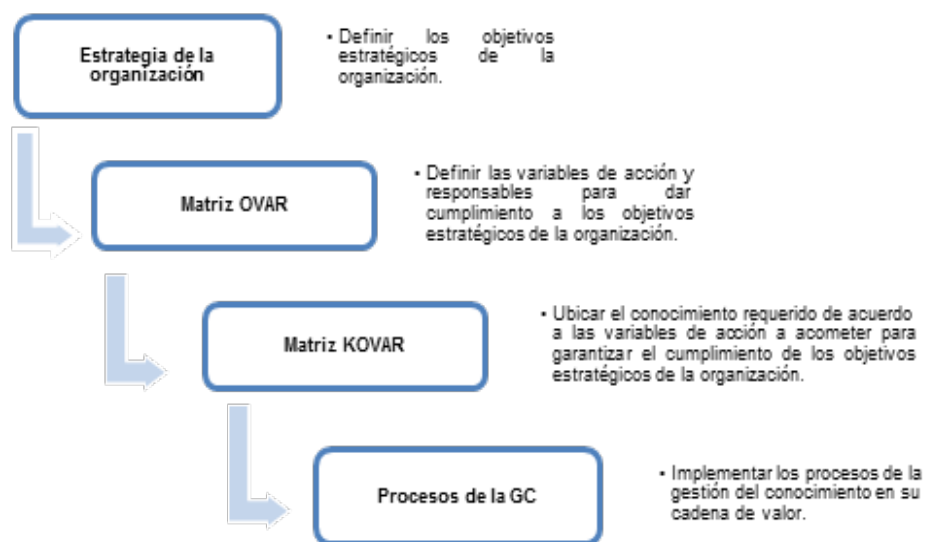 Estrategia de la
organización
• Definir los objetivos
estratégicos de la
organización.
Matriz OVAR
• Definir las variables de acción y
responsables para dar
cumplimiento a los objetivos
estratégicos de la organización.
Matriz KOVAR
• Ubicar el conocimiento requerido de acuerdo
a las variables de acción a acometer para
garantizar el cumplimiento de los objetivos
estratégicos de la organización.
Procesos de la GC
• Implementar los procesos de la
gestión del conocimiento en su
cadena de valor.